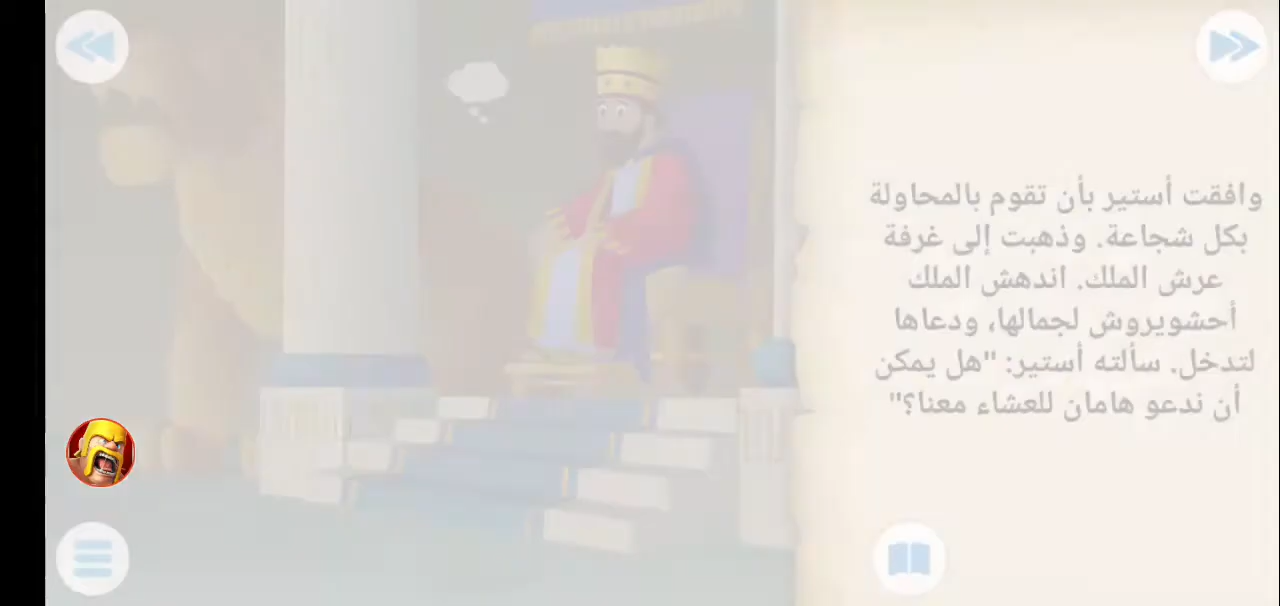 وافقت أستير بأن تقوم بالمحاولة
بكل شجاعة. وذهبت إلى غرفة
عرش الملك. اندهش الملك
أحشويروش لجمالها، ودعاها
لتدخل. سألته أستير: "هل يمكن
أن ندعو هامان للعشاء معنا؟"